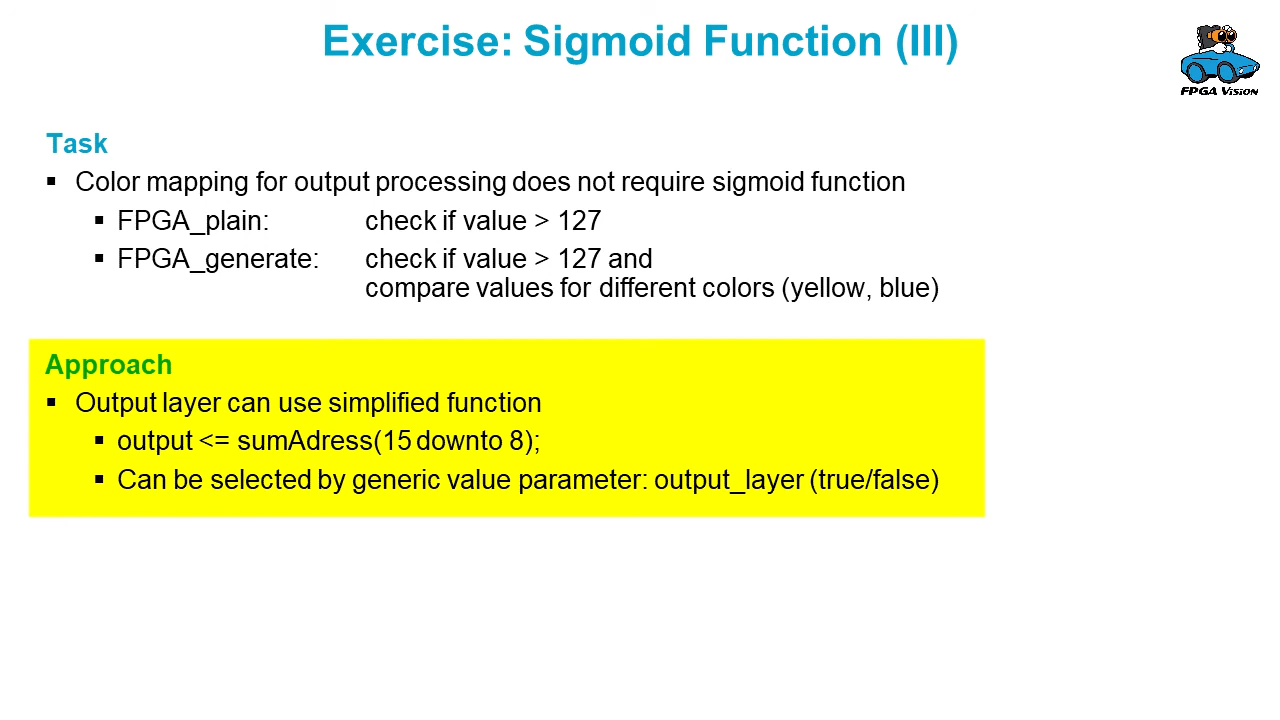 Exercise: Sigmoid Function (III)
FPGA Vision
Task
▪ Color mapping for output processing does not require sigmoid function
▪ FPGA_plain: check if value > 127
▪ FPGA_generate: check if value > 127 and
compare values for different colors (yellow, blue)
Approach
▪ Output layer can use simplified function
▪ output <= sumAdress(15 downto 8);
▪ Can be selected by generic value parameter: output_layer (true/false)